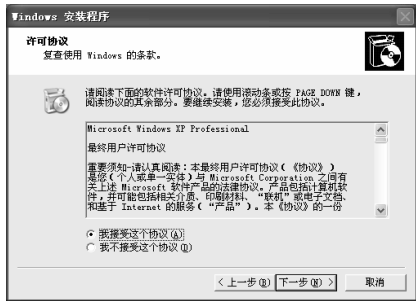 Windows 安装程序
许可协议
复查使用 Windows 的条款。
请阅读下面的软件许可协议。请使用滚动条或按 PAGE DOWN 键，
阅读协议的其余部分。要继续安装，您必须接受此协议。
Microsoft Windows XP Professional
最终用户许可协议
重要须知-请认真阅读：本最终用户许可协议（《协议》）
是您（个人或单一实体）与 Microsoft Corporation 之间有
关上述 Microsoft 软件产品的法律协议。产品包括计算机软
件，并可能包括相关介质、印刷材料、“联机”或电子文档、
和基于 Internet 的服务（“产品”）。本《协议》的一份
我接受这个协议(A)
我不接受这个协议(D)
< 上一步(B) 下一步(N) > 取消